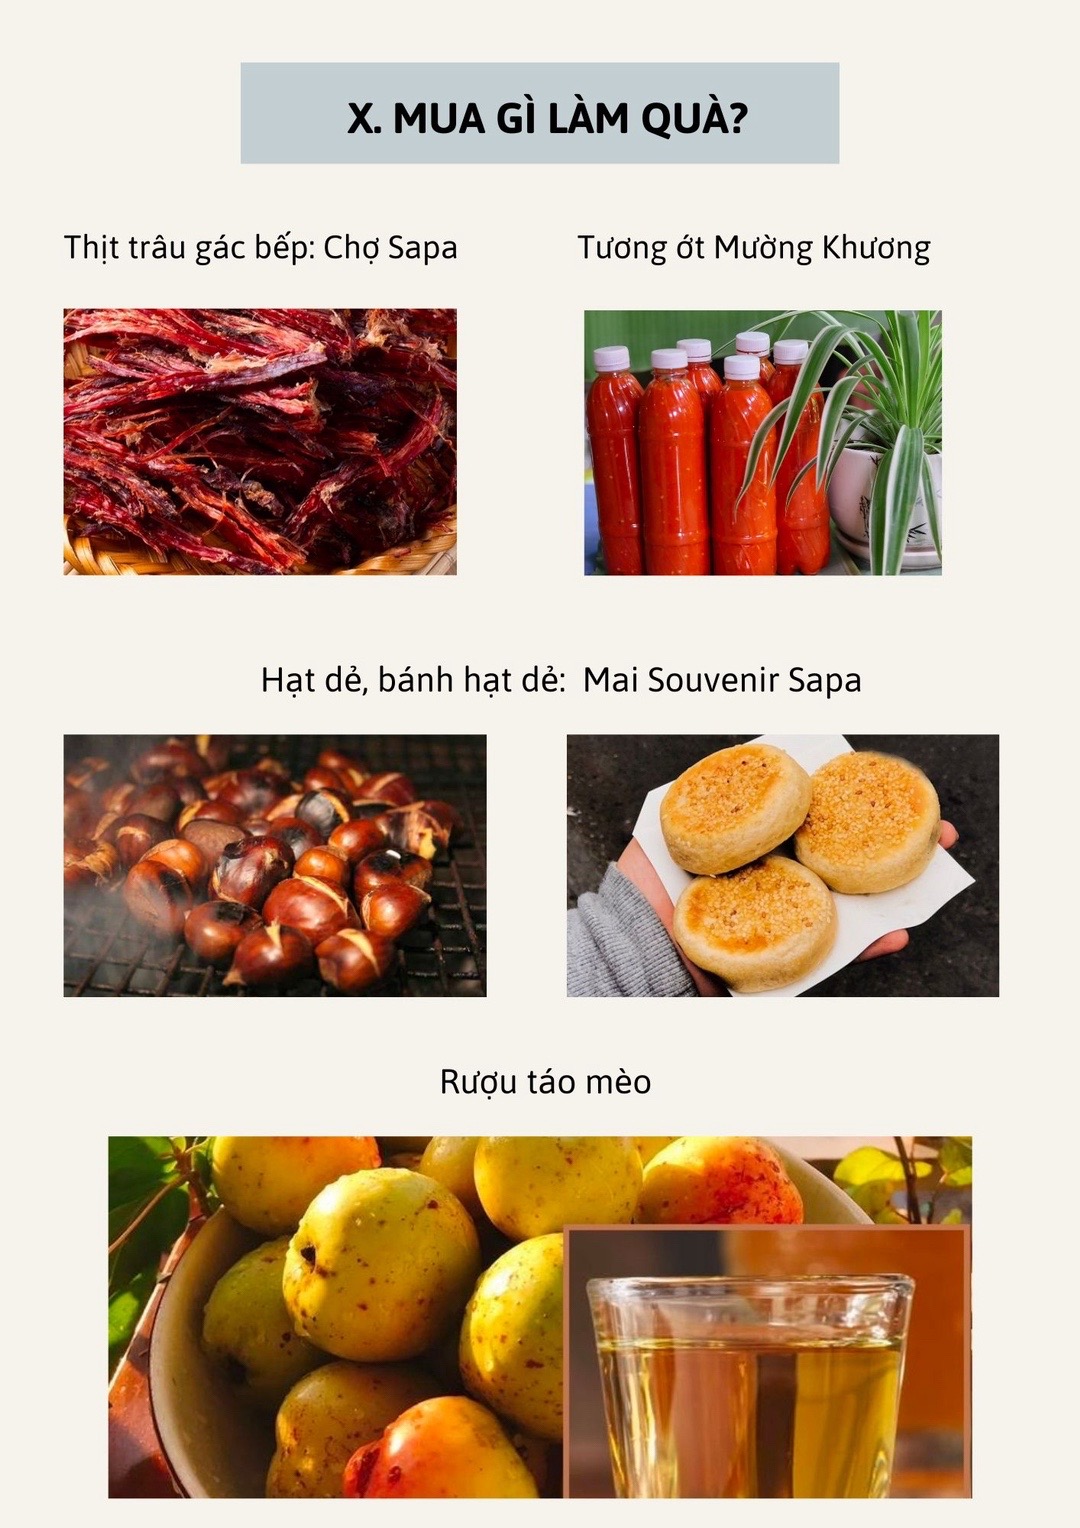 X. MUA GÌ LÀM QUÀ?
Thịt trâu gác bếp: Chợ Sapa
Tương ớt Mường Khương
Hạt dẻ, bánh hạt dẻ: Mai Souvenir Sapa
Rượu táo mèo